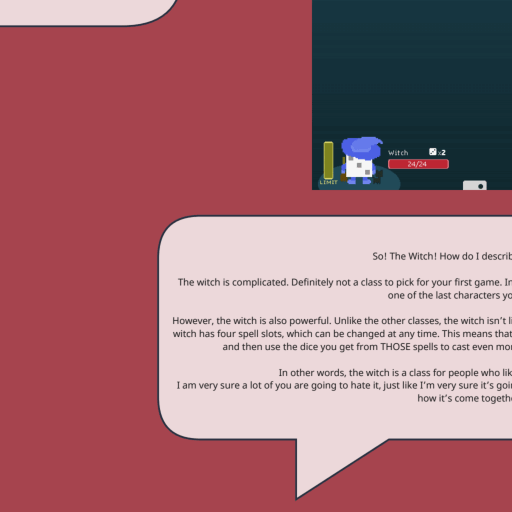 Witch x2
24/24
LIMIT
So! The Witch! How do I describ
The witch is complicated. Definitely not a class to pick for your first game. In
one of the last characters yo
However, the witch is also powerful. Unlike the other classes, the witch isn't li
witch has four spell slots, which can be changed at any time. This means that
and then use the dice you get from THOSE spells to cast even mo
In other words, the witch is a class for people who lik
I am very sure a lot of you are going to hate it, just like I'm very sure it's goi
how it's come togethe